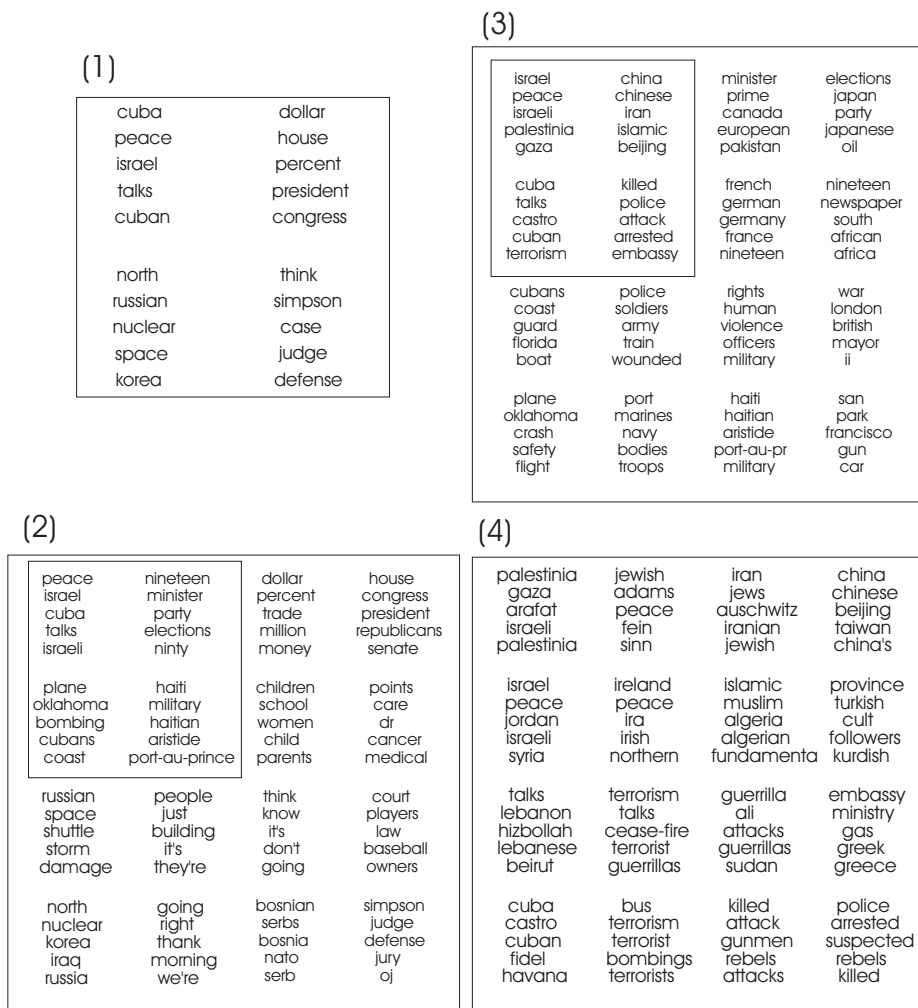 (1)
cuba dollar
peace house
israel percent
talks president
cuban congress
north think
russian simpson
nuclear case
space judge
korea defense
(3)
israel china minister elections
peace chinese prime japan
israeli iran canada party
palestinia islamic european japanese
gaza beijing pakistan oil
cuba killed french nineteen
talks police german newspaper
castro attack germany south
cuban arrested france african
terrorism embassy nineteen africa
cubans police rights war
coast soldiers human london
guard army violence british
florida train officers mayor
boat wounded military ii
plane port haiti san
oklahoma marines haitian park
crash navy aristide francisco
safety bodies port-au-pr gun
flight troops military car
(2)
peace nineteen dollar house
israel minister percent congress
cuba party trade president
talks elections million republicans
israeli ninty money senate
plane haiti children points
oklahoma military school care
bombing haitian women dr
cubans aristide child cancer
coast port-au-prince parents medical
russian people think court
space just know players
shuttle building it's law
storm it's don't baseball
damage they're going owners
north going bosnian simpson
nuclear right serbs judge
korea thank bosnia defense
iraq morning nato jury
russia we're serb oj
(4)
palestinia jewish iran china
gaza adams jews chinese
arafat peace auschwitz beijing
israeli fein iranian taiwan
palestinia sinn jewish china's
israel ireland islamic province
peace peace muslim turkish
jordan ira algeria cult
israeli irish algerian followers
syria northern fundamenta kurdish
talks terrorism guerrilla embassy
lebanon talks ali ministry
hizbollah cease-fire attacks gas
lebanese terrorist guerrillas greek
beirut guerrillas sudan greece
cuba bus killed police
castro terrorism attack arrested
cuban terrorist gunmen suspected
fidel bombings rebels rebels
havana terrorists attacks killed